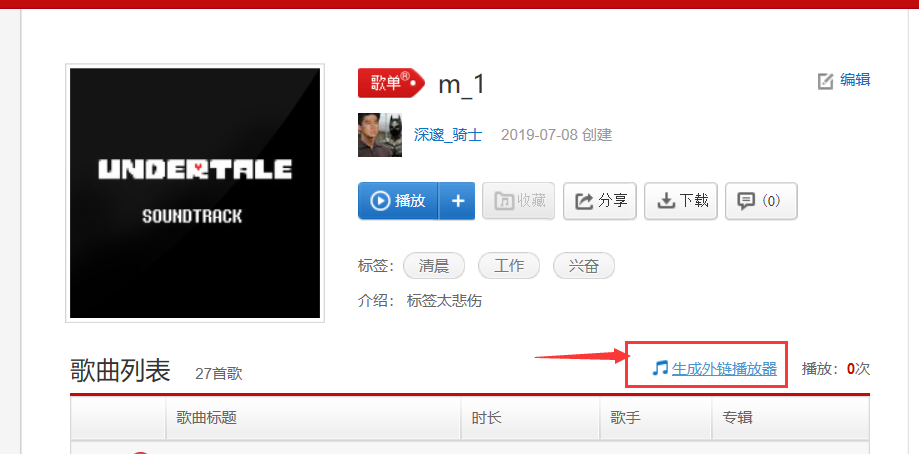 UNDERTALE
SOUNDTRACK
歌单® m_1
编辑
深邃_骑士 2019-07-08 创建
播放 + 收藏 分享 下载 (0)
标签： 清晨 工作 兴奋
介绍： 标签太悲伤
歌曲列表 27首歌 生成外链播放器 播放：0次
歌曲标题 时长 歌手 专辑